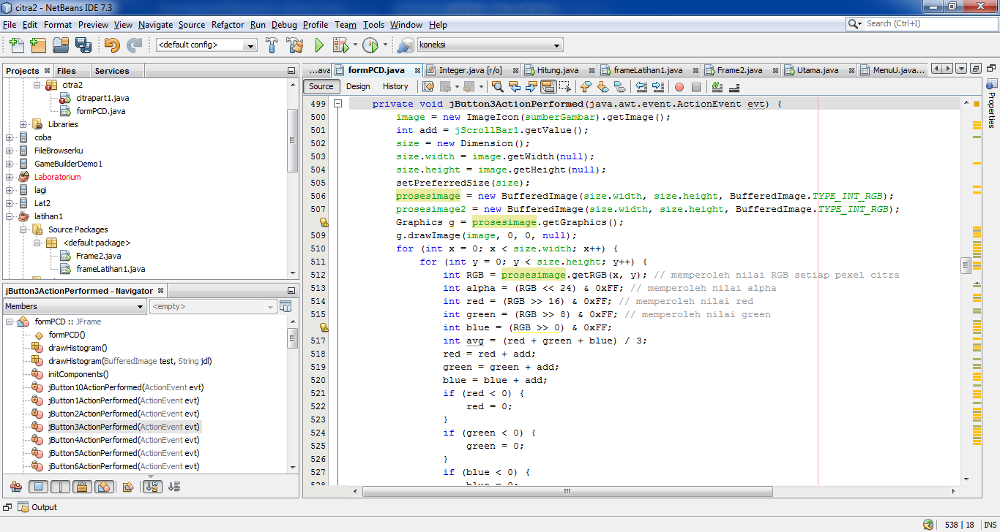 citra2 - NetBeans IDE 7.3
File Edit Format Preview View Navigate Source Refactor Run Debug Profile Team Tools Window Help
Search (Ctrl+I)
<default config>
koneksi
Projects Files Services
citra2
citrapart1.java
formPCD.java
Libraries
coba
FileBrowserku
GameBuilderDemo1
Laboratorium
lagi
Lat2
latihan1
Source Packages
<default package>
Frame2.java
frameLatihan1.java
jButton3ActionPerformed - Navigator
Members
<empty>
formPCD :: JFrame
formPCD()
drawHistogram()
drawHistogram(BufferedImage test, String jdl)
initComponents()
jButton10ActionPerformed(ActionEvent evt)
jButton1ActionPerformed(ActionEvent evt)
jButton2ActionPerformed(ActionEvent evt)
jButton3ActionPerformed(ActionEvent evt)
jButton4ActionPerformed(ActionEvent evt)
jButton5ActionPerformed(ActionEvent evt)
jButton6ActionPerformed(ActionEvent evt)
...ava formPCD.java Integer.java [r/o] Hitung.java frameLatihan1.java Frame2.java Utama.java MenuU.java...
Source Design History
499 private void jButton3ActionPerformed(java.awt.event.ActionEvent evt) {
500 image = new ImageIcon(sumberGambar).getImage();
501 int add = jScrollBar1.getValue();
502 size = new Dimension();
503 size.width = image.getWidth(null);
504 size.height = image.getHeight(null);
505 setPreferredSize(size);
506 prosesimage = new BufferedImage(size.width, size.height, BufferedImage.TYPE_INT_RGB);
507 prosesimage2 = new BufferedImage(size.width, size.height, BufferedImage.TYPE_INT_RGB);
Graphics g = prosesimage.getGraphics();
509 g.drawImage(image, 0, 0, null);
510 for (int x = 0; x < size.width; x++) {
511 for (int y = 0; y < size.height; y++) {
512 int RGB = prosesimage.getRGB(x, y); // memperoleh nilai RGB setiap pexel citra
513 int alpha = (RGB << 24) & 0xFF; // memperoleh nilai alpha
514 int red = (RGB >> 16) & 0xFF; // memperoleh nilai red
515 int green = (RGB >> 8) & 0xFF; // memperoleh nilai green
int blue = (RGB >> 0) & 0xFF;
517 int avg = (red + green + blue) / 3;
518 red = red + add;
519 green = green + add;
520 blue = blue + add;
521 if (red < 0) {
522 red = 0;
523 }
524 if (green < 0) {
525 green = 0;
526 }
527 if (blue < 0) {
528 blue = 0;
Properties
Output
538 | 18 INS